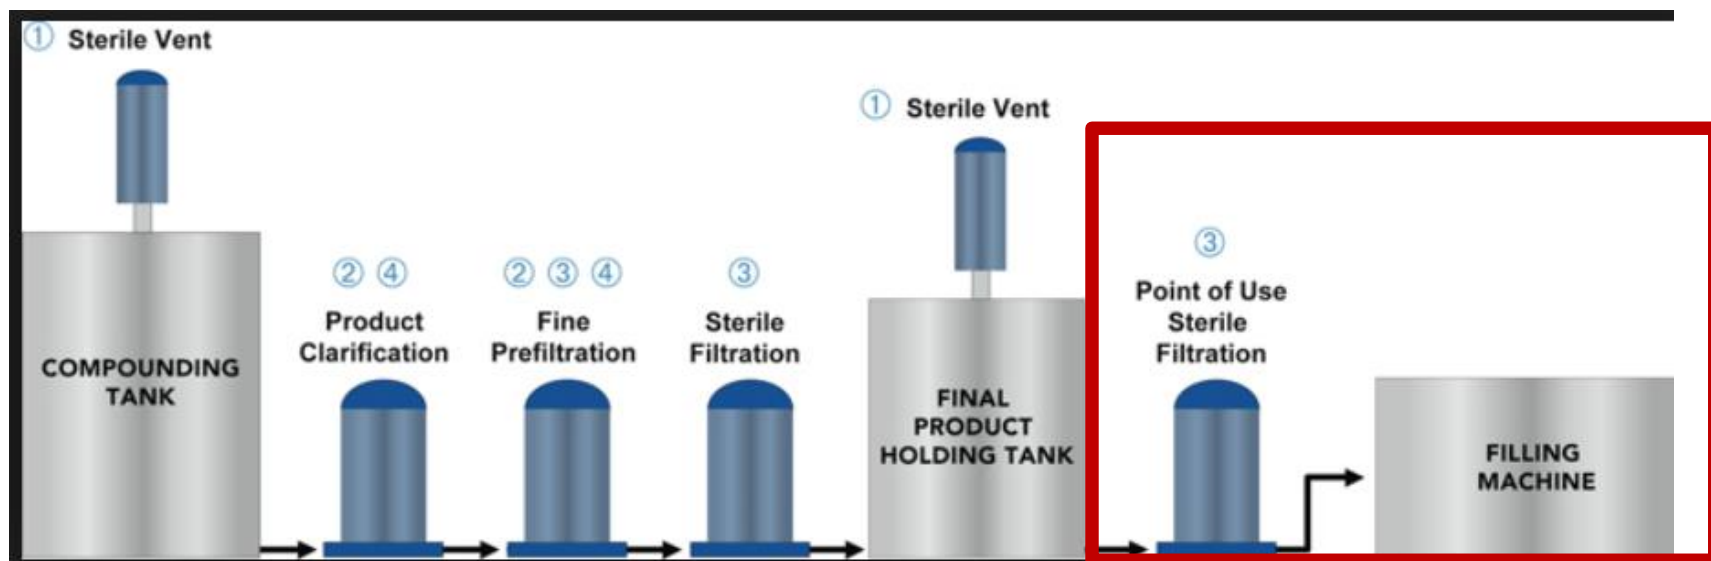 ① Sterile Vent
COMPOUNDING
TANK
② ④
Product
Clarification
② ③ ④
Fine
Prefiltration
③
Sterile
Filtration
① Sterile Vent
FINAL
PRODUCT
HOLDING TANK
③
Point of Use
Sterile
Filtration
FILLING
MACHINE